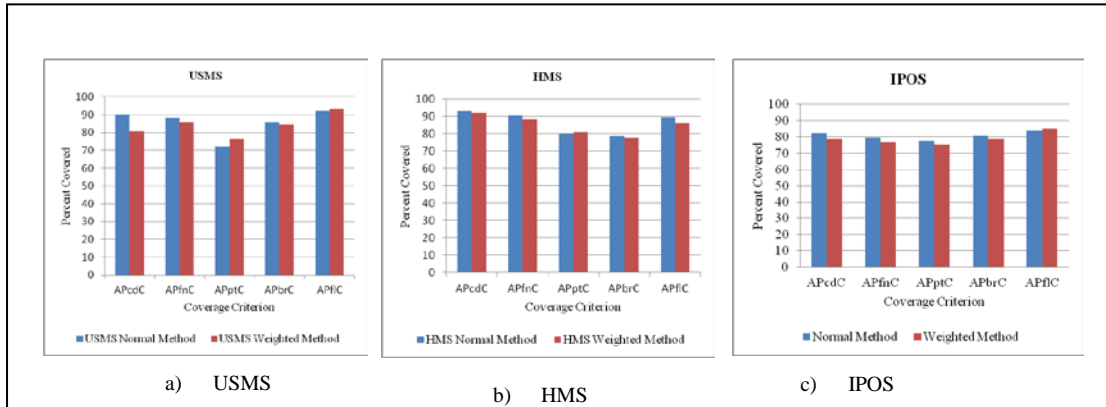 USMS
100
90
80
70
60
50
40
30
20
10
0
Percent Covered
APcdC APfnC APptC APbrC APflC
Coverage Criterion
USMS Normal Method USMS Weighted Method
a) USMS
HMS
100
90
80
70
60
50
40
30
20
10
0
Percent Covered
APcdC APfnC APptC APbrC APflC
Coverage Criterion
HMS Normal Method HMS Weighted Method
b) HMS
IPOS
100
90
80
70
60
50
40
30
20
10
0
Percent Covered
APcdC APfnC APptC APbrC APflC
Coverage Criterion
Normal Method Weighted Method
c) IPOS